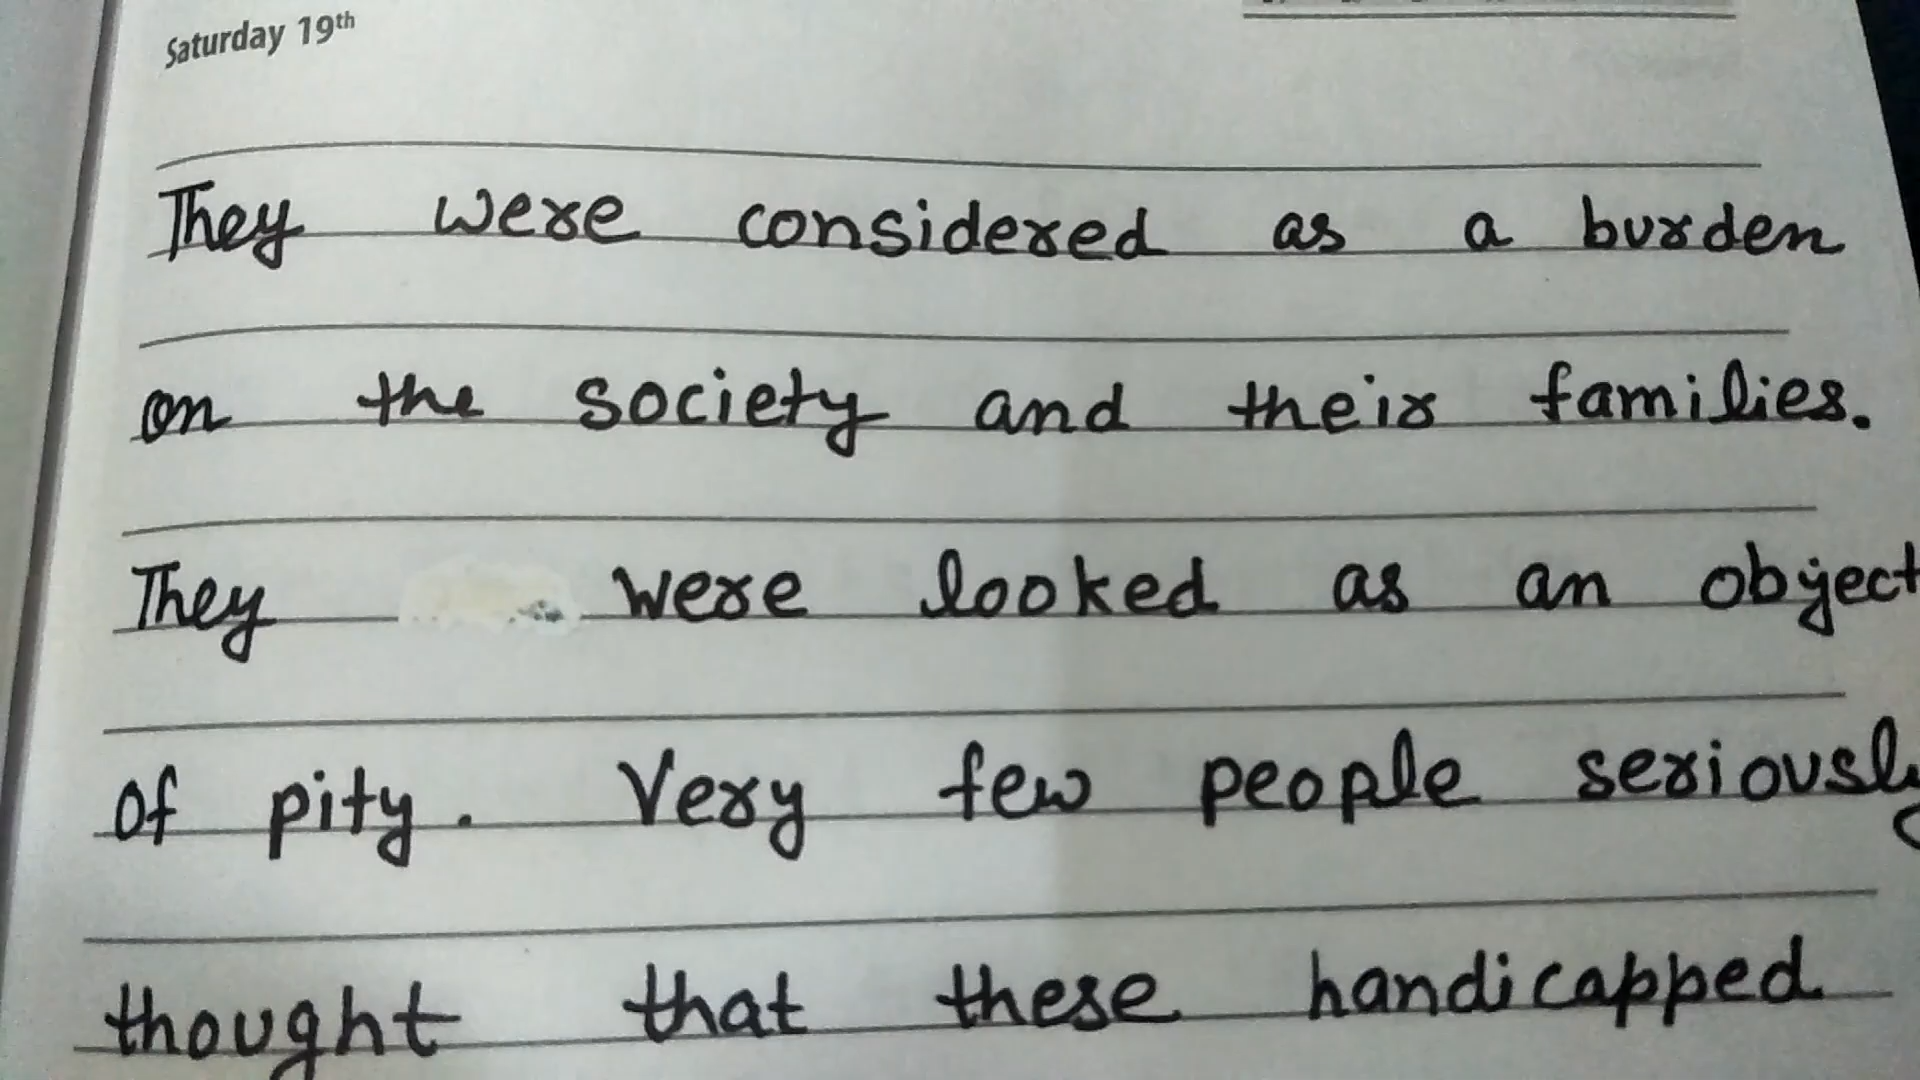 Saturday 19th
They were considered as a burden
on the society and their families.
They were looked as an object
of pity. Very few people seriously
thought that these handicapped